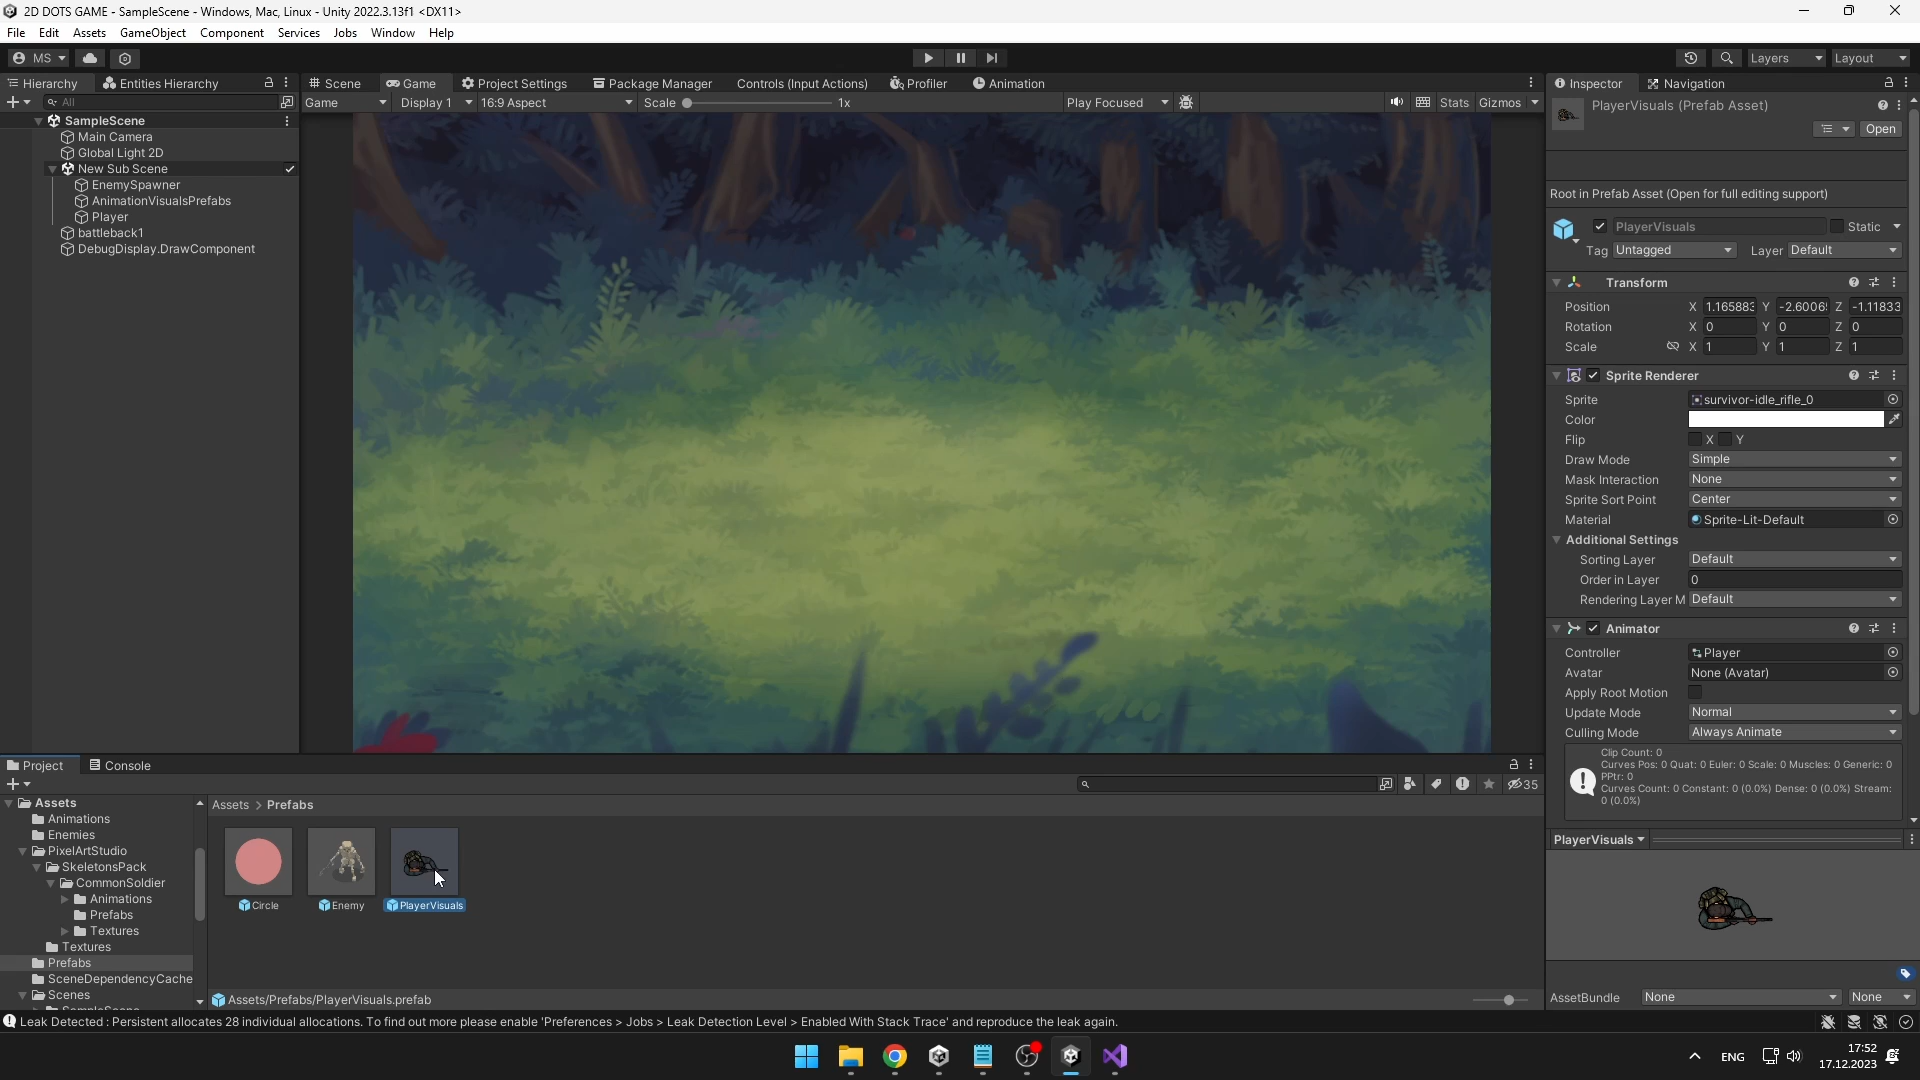 2D DOTS GAME - SampleScene - Windows, Mac, Linux - Unity 2022.3.13f1 <DX11>
File Edit Assets GameObject Component Services Jobs Window Help
MS Layers Layout
Hierarchy Entities Hierarchy
All
SampleScene
Main Camera
Global Light 2D
New Sub Scene
EnemySpawner
AnimationVisualsPrefabs
Player
battleback1
DebugDisplay.DrawComponent
Scene Game Project Settings Package Manager Controls (Input Actions) Profiler Animation
Game Display 1 16:9 Aspect Scale 1x Play Focused Stats Gizmos
Inspector Navigation
PlayerVisuals (Prefab Asset)
Open
Root in Prefab Asset (Open for full editing support)
PlayerVisuals Static
Tag Untagged Layer Default
Transform
Position X 1.165883 Y -2.6006 Z -1.11833
Rotation X 0 Y 0 Z 0
Scale X 1 Y 1 Z 1
Sprite Renderer
Sprite survivor-idle_rifle_0
Color
Flip X Y
Draw Mode Simple
Mask Interaction None
Sprite Sort Point Center
Material Sprite-Lit-Default
Additional Settings
Sorting Layer Default
Order in Layer 0
Rendering Layer M Default
Animator
Controller Player
Avatar None (Avatar)
Apply Root Motion
Update Mode Normal
Culling Mode Always Animate
Clip Count: 0
Curves Pos: 0 Quat: 0 Euler: 0 Scale: 0 Muscles: 0 Generic: 0
PPtr: 0
Curves Count: 0 Constant: 0 (0.0%) Dense: 0 (0.0%) Stream:
0 (0.0%)
PlayerVisuals
AssetBundle None None
Project Console
35
Assets
Animations
Enemies
PixelArtStudio
SkeletonsPack
CommonSoldier
Animations
Prefabs
Textures
Textures
Prefabs
SceneDependencyCache
Scenes
Assets > Prefabs
Circle Enemy PlayerVisuals
Assets/Prefabs/PlayerVisuals.prefab
Leak Detected : Persistent allocates 28 individual allocations. To find out more please enable 'Preferences > Jobs > Leak Detection Level > Enabled With Stack Trace' and reproduce the leak again.
ENG
17:52
17.12.2023